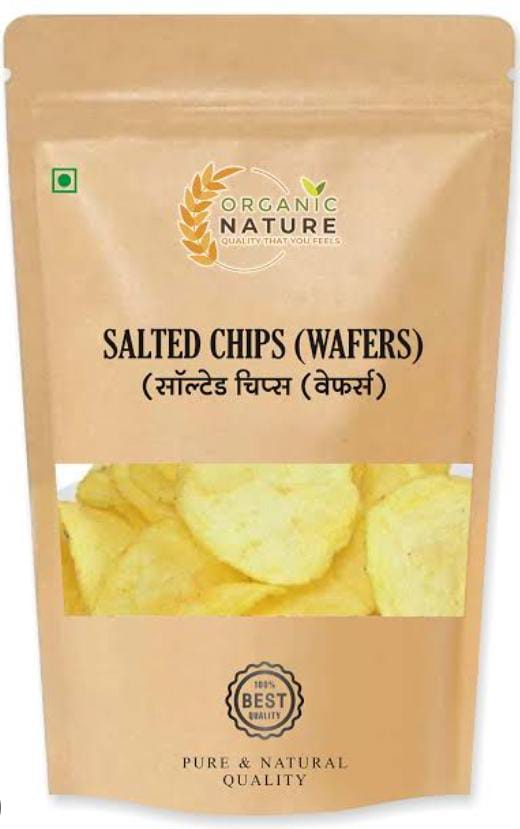 ORGANIC
NATURE
QUALITY THAT YOU FEELS
SALTED CHIPS (WAFERS)
(सॉल्टेड चिप्स (वेफर्स)
100%
BEST
QUALITY
PURE & NATURAL
QUALITY